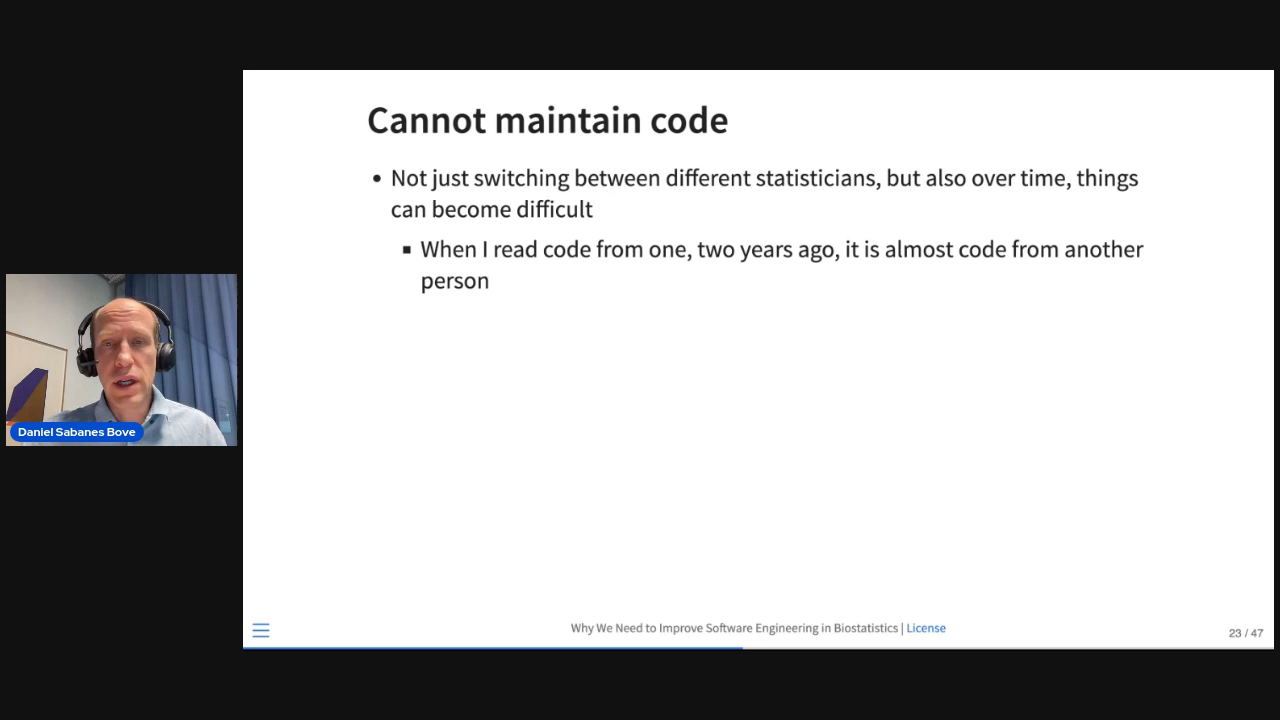 Cannot maintain code
• Not just switching between different statisticians, but also over time, things
can become difficult
▪ When I read code from one, two years ago, it is almost code from another
person
Daniel Sabanes Bove
Why We Need to Improve Software Engineering in Biostatistics | License
23 / 47